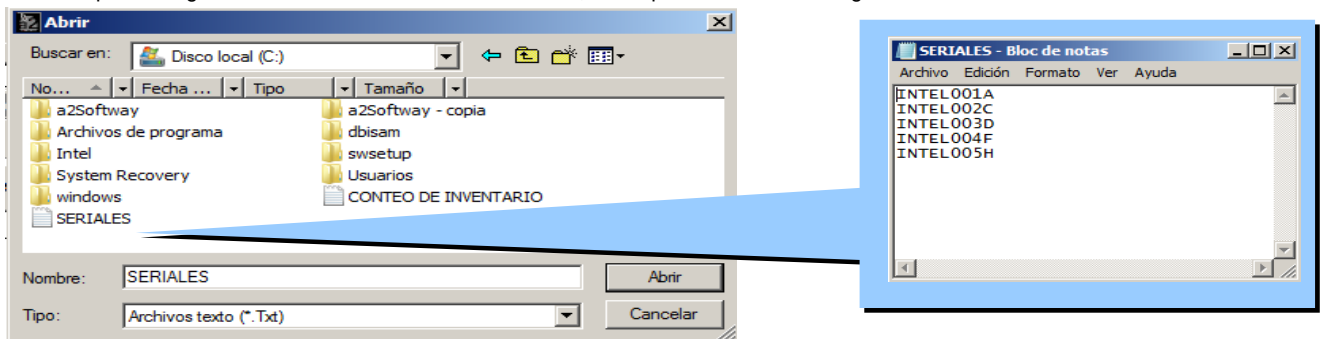 Abrir
Buscar en: Disco local (C:)
No... Fecha ... Tipo Tamaño
a2Softway a2Softway - copia
Archivos de programa dbisam
Intel swsetup
System Recovery Usuarios
windows CONTEO DE INVENTARIO
SERIALES
Nombre: SERIALES Abrir
Tipo: Archivos texto (*.Txt) Cancelar
SERIALES - Bloc de notas
Archivo Edición Formato Ver Ayuda
INTEL001A
INTEL002C
INTEL003D
INTEL004F
INTEL005H